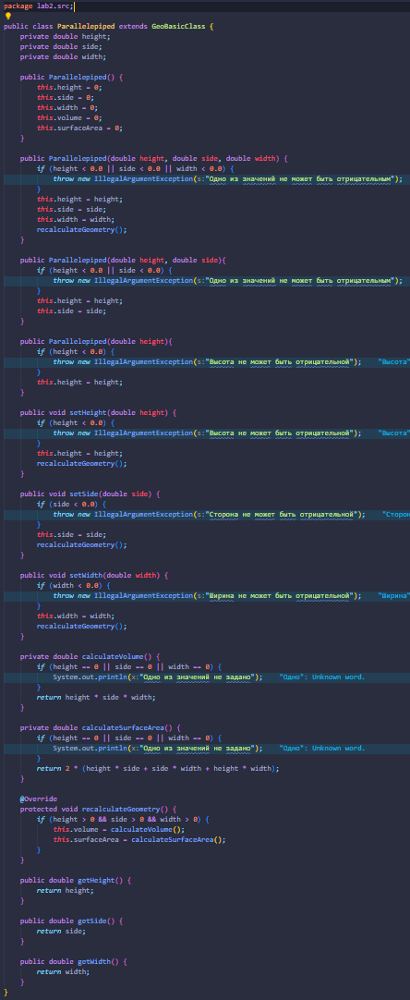 package lab2.src;
public class Parallelepiped extends GeoBasicClass {
private double height;
private double side;
private double width;
public Parallelepiped() {
this.height = 0;
this.side = 0;
this.width = 0;
this.volume = 0;
this.surfaceArea = 0;
}
public Parallelepiped(double height, double side, double width) {
if (height < 0.0 || side < 0.0 || width < 0.0) {
throw new IllegalArgumentException(s:"Одно из значений не может быть отрицательным");
}
this.height = height;
this.side = side;
this.width = width;
recalculateGeometry();
}
public Parallelepiped(double height, double side){
if (height < 0.0 || side < 0.0) {
throw new IllegalArgumentException(s:"Одно из значений не может быть отрицательным");
}
this.height = height;
this.side = side;
}
public Parallelepiped(double height){
if (height < 0.0) {
throw new IllegalArgumentException(s:"Высота не может быть отрицательной"); "Высота"
}
this.height = height;
}
public void setHeight(double height) {
if (height < 0.0) {
throw new IllegalArgumentException(s:"Высота не может быть отрицательной"); "Высота"
}
this.height = height;
recalculateGeometry();
}
public void setSide(double side) {
if (side < 0.0) {
throw new IllegalArgumentException(s:"Сторона не может быть отрицательной"); "Сторон
}
this.side = side;
recalculateGeometry();
}
public void setWidth(double width) {
if (width < 0.0) {
throw new IllegalArgumentException(s:"Ширина не может быть отрицательной"); "Ширина"
}
this.width = width;
recalculateGeometry();
}
private double calculateVolume() {
if (height == 0 || side == 0 || width == 0) {
System.out.println(x:"Одно из значений не задано"); "Одно": Unknown word.
}
return height * side * width;
}
private double calculateSurfaceArea() {
if (height == 0 || side == 0 || width == 0) {
System.out.println(x:"Одно из значений не задано"); "Одно": Unknown word.
}
return 2 * (height * side + side * width + height * width);
}
@Override
protected void recalculateGeometry() {
if (height > 0 && side > 0 && width > 0) {
this.volume = calculateVolume();
this.surfaceArea = calculateSurfaceArea();
}
}
public double getHeight() {
return height;
}
public double getSide() {
return side;
}
public double getWidth() {
return width;
}
}